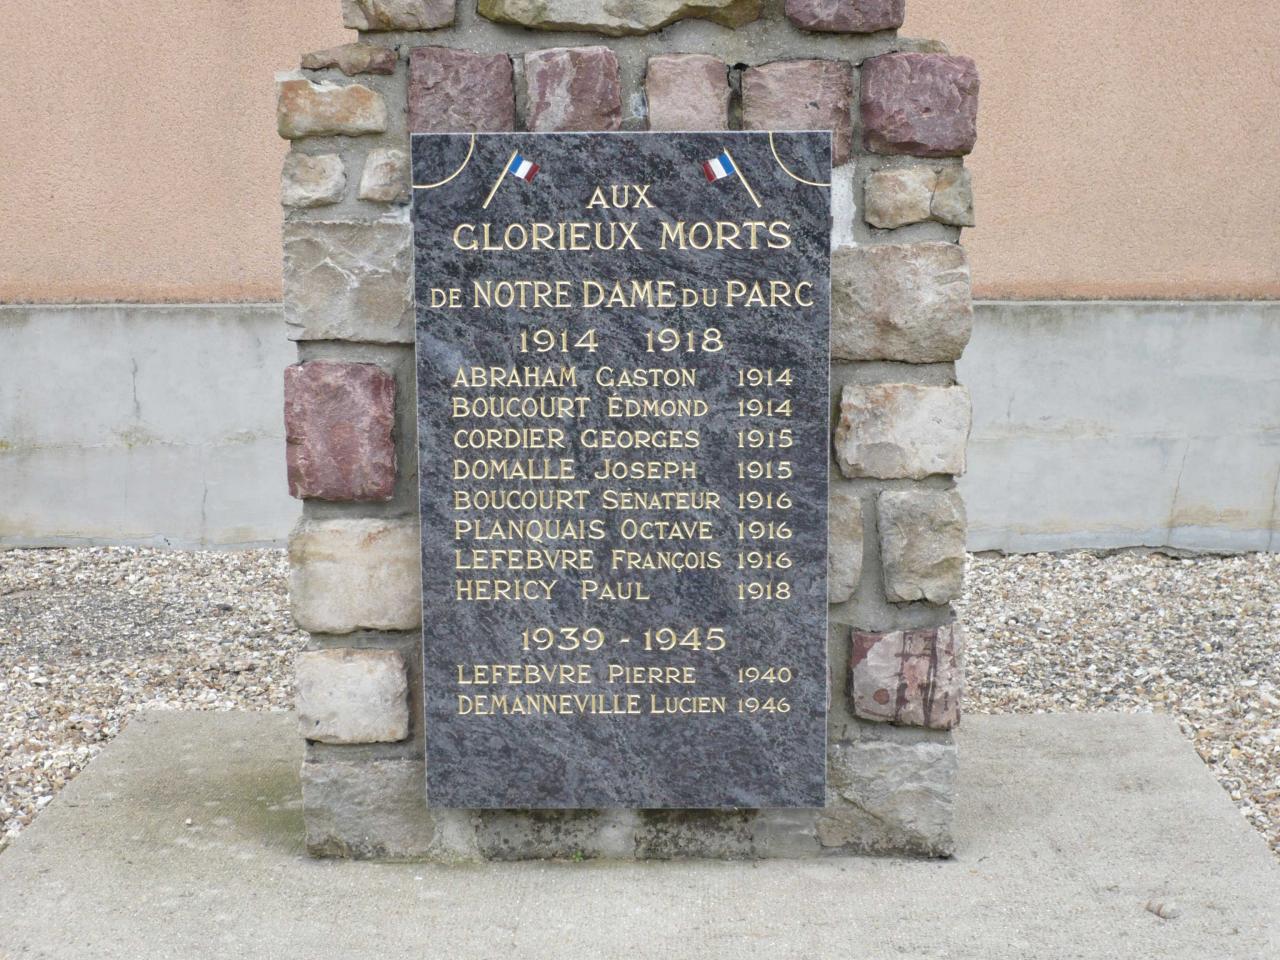 AUX
GLORIEUX MORTS
DE NOTRE DAME DU PARC
1914 1918
ABRAHAM GASTON 1914
BOUCOURT ÉDMOND 1914
CORDIER GEORGES 1915
DOMALLE JOSEPH 1915
BOUCOURT SÉNATEUR 1916
PLANQUAIS OCTAVE 1916
LEFEBVRE FRANÇOIS 1916
HERICY PAUL 1918
1939 - 1945
LEFEBVRE PIERRE 1940
DEMANNEVILLE LUCIEN 1946